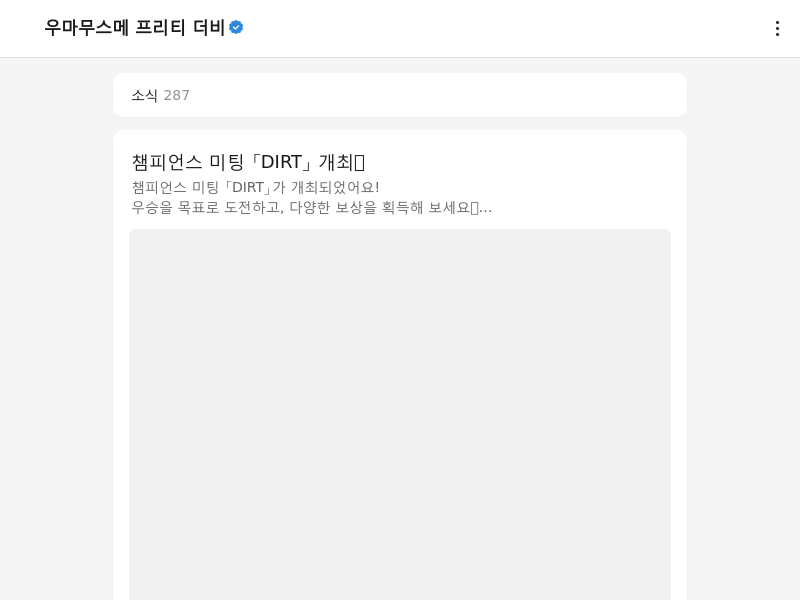 우마무스메 프리티 더비
소식 287
챔피언스 미팅 「DIRT」 개최
챔피언스 미팅 「DIRT」가 개최되었어요!
우승을 목표로 도전하고, 다양한 보상을 획득해 보세요...